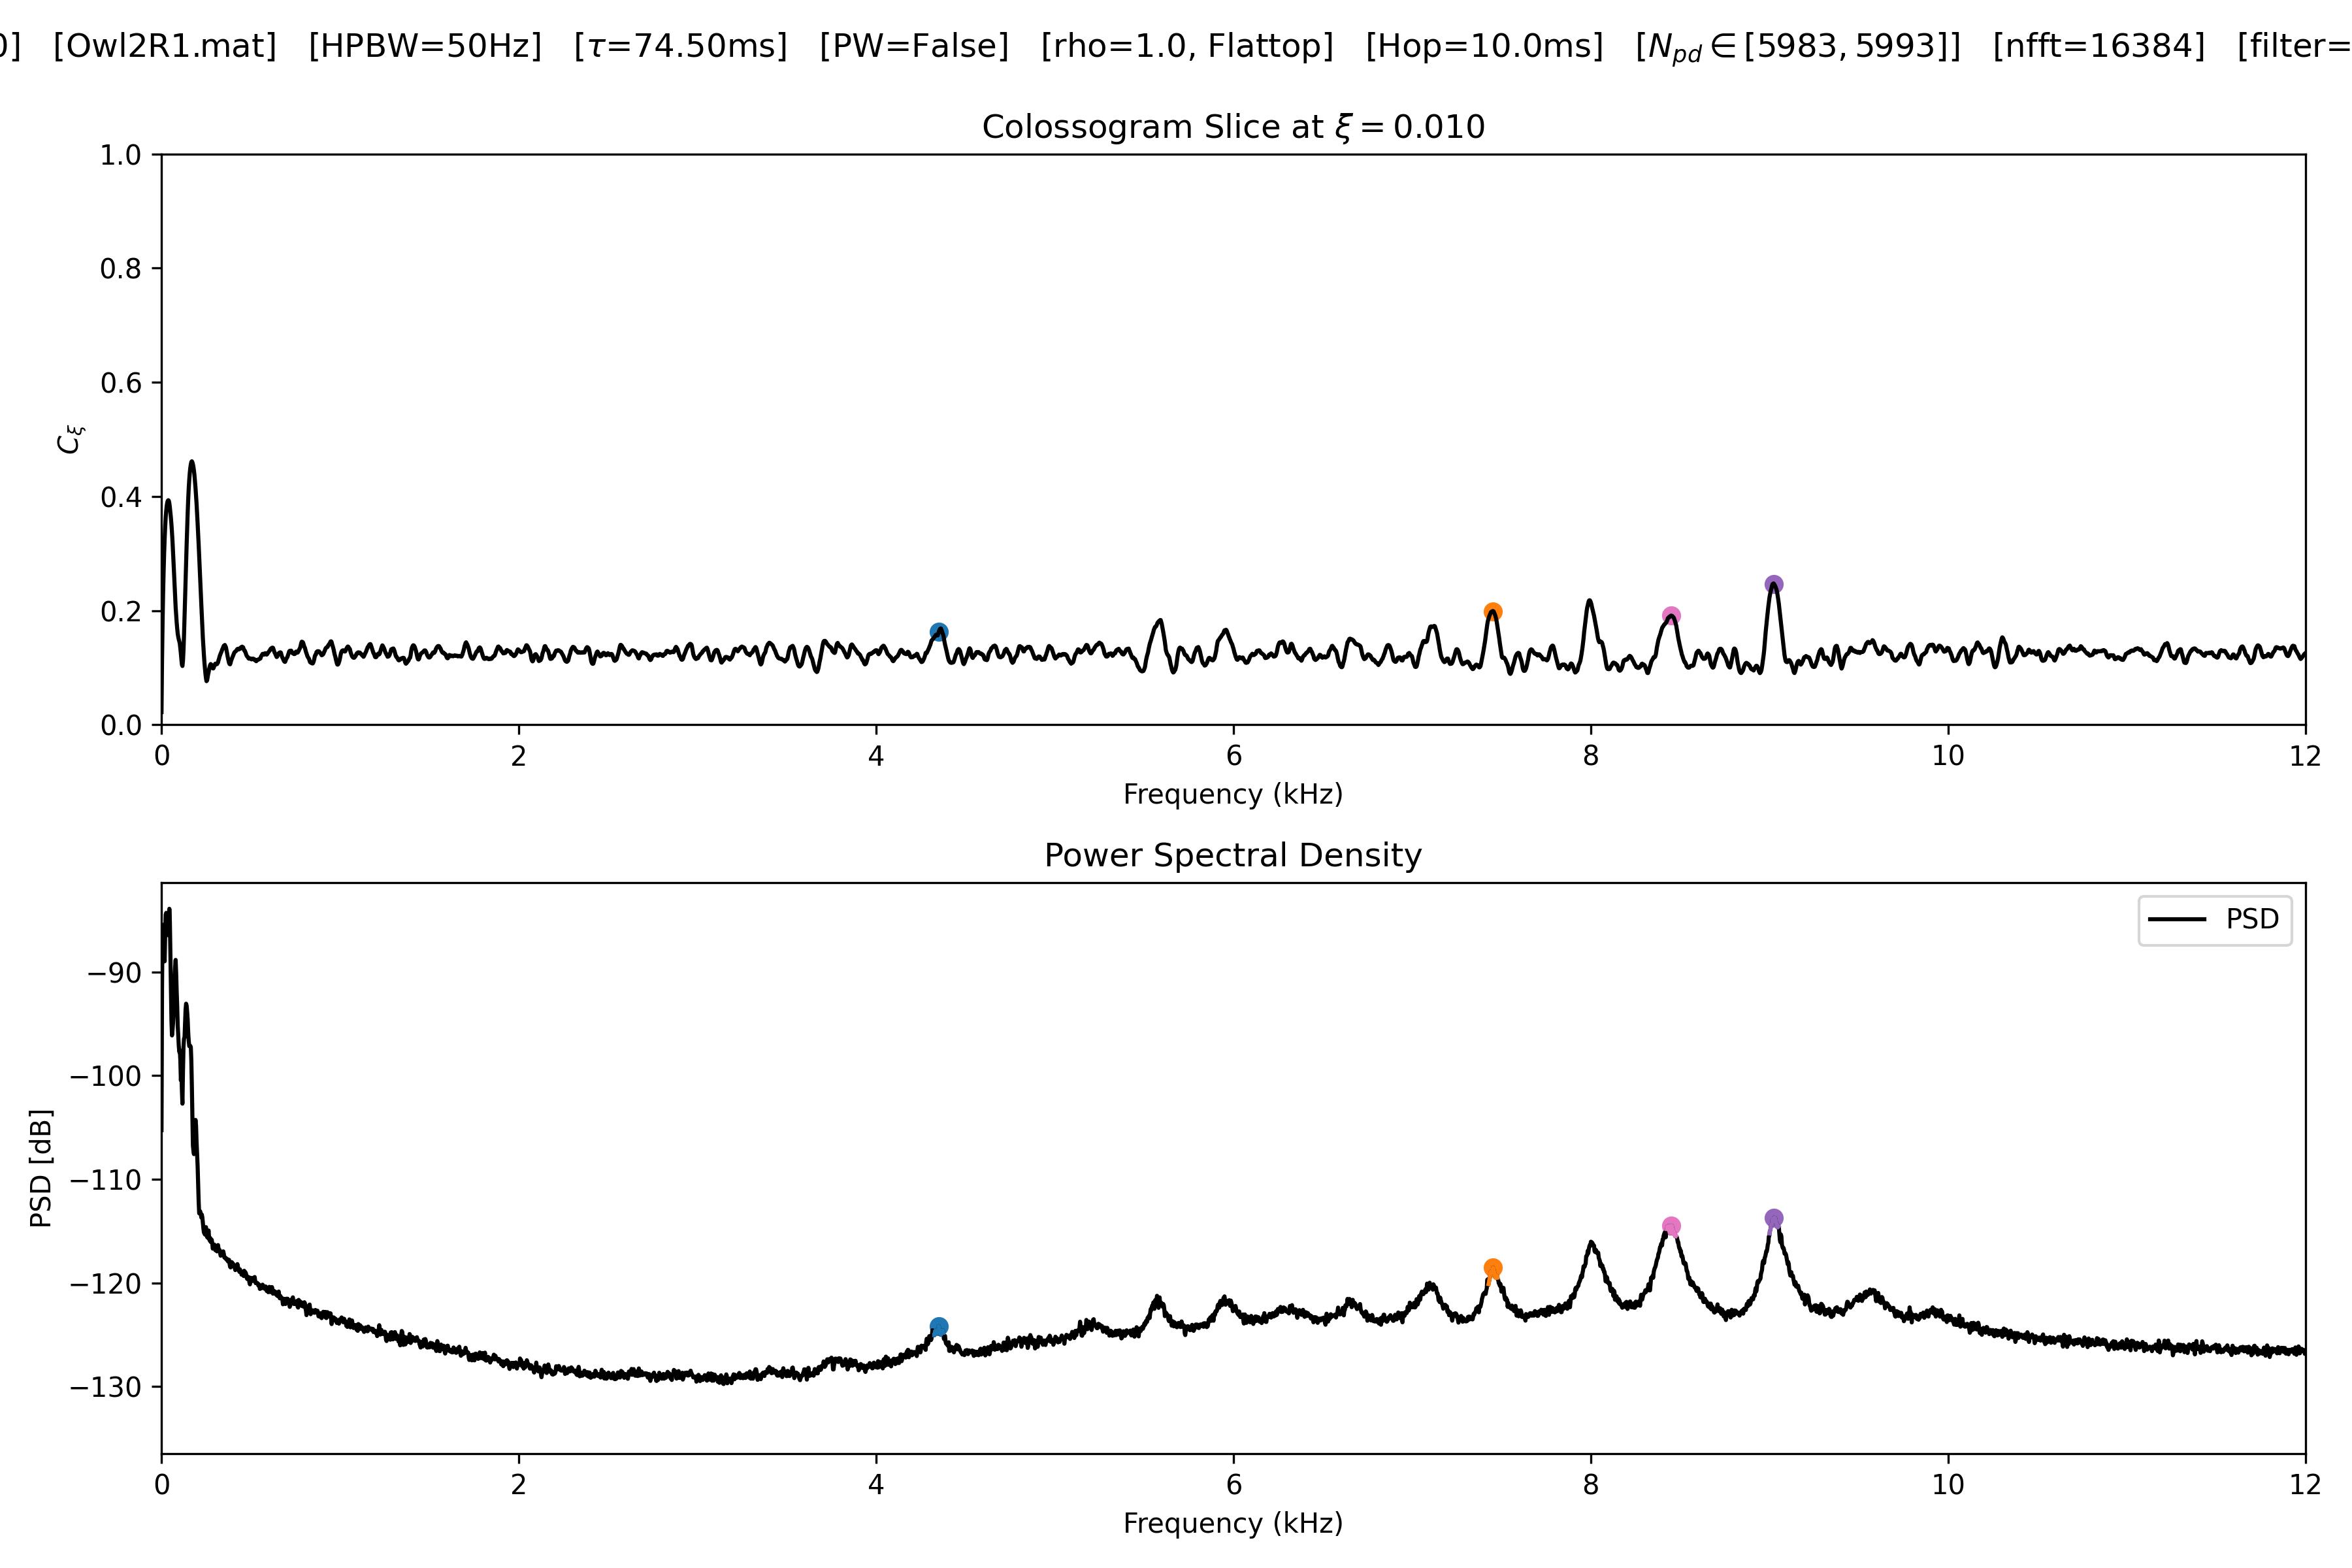 0]   [Owl2R1.mat]   [HPBW=50Hz]   [τ=74.50ms]   [PW=False]   [rho=1.0, Flattop]   [Hop=10.0ms]   [N_pd ∈ [5983, 5993]]   [nfft=16384]   [filter=
Colossogram Slice at ξ = 0.010
1.0
0.8
0.6
0.4
0.2
0.0
C_ξ
0 2 4 6 8 10 12
Frequency (kHz)
Power Spectral Density
PSD
−90
−100
−110
−120
−130
PSD [dB]
0 2 4 6 8 10 12
Frequency (kHz)